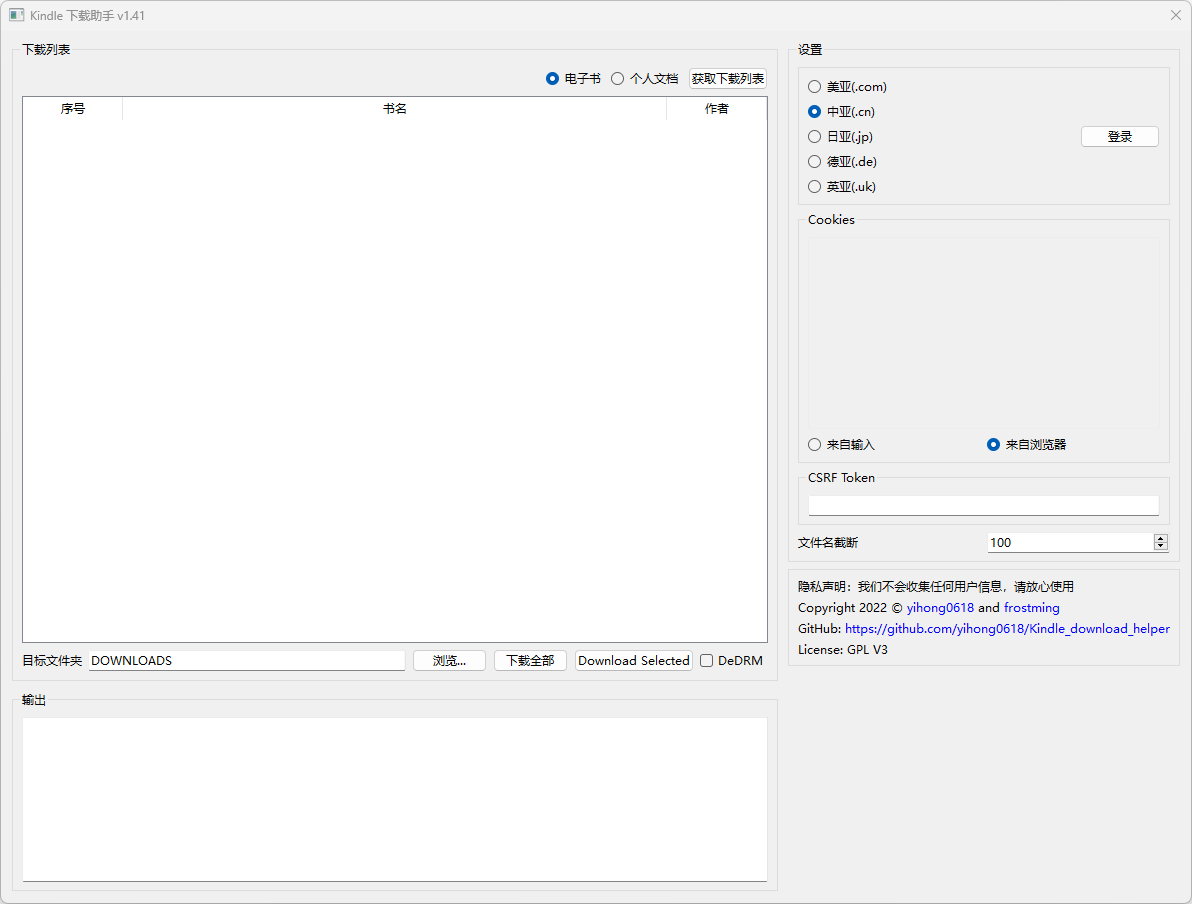 Kindle 下载助手 v1.41
下载列表
电子书 个人文档 获取下载列表
序号 书名 作者
目标文件夹 DOWNLOADS 浏览... 下载全部 Download Selected DeDRM
输出
设置
美亚(.com)
中亚(.cn)
日亚(.jp)
登录
德亚(.de)
英亚(.uk)
Cookies
来自输入 来自浏览器
CSRF Token
文件名截断 100
隐私声明：我们不会收集任何用户信息，请放心使用
Copyright 2022 © yihong0618 and frostming
GitHub: https://github.com/yihong0618/Kindle_download_helper
License: GPL V3